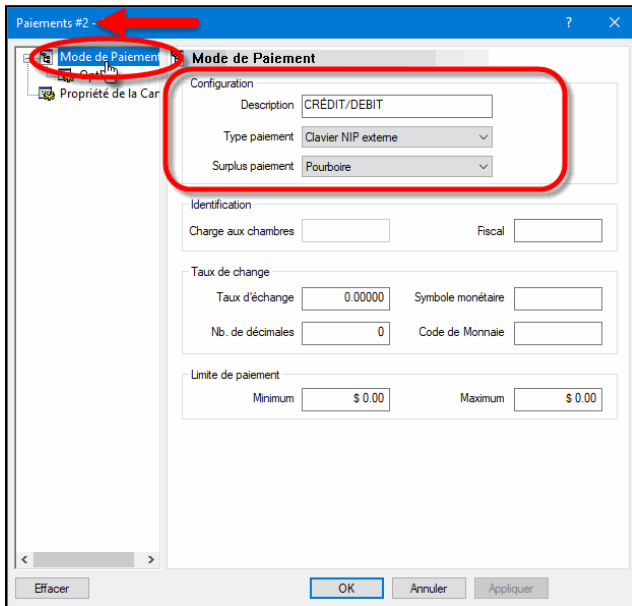 Paiements #2 -
Mode de Paiement
Propriété de la Car
Mode de Paiement
Configuration
Description CRÉDIT/DEBIT
Type paiement Clavier NIP externe
Surplus paiement Pourboire
Identification
Charge aux chambres Fiscal
Taux de change
Taux d'échange 0.00000 Symbole monétaire
Nb. de décimales 0 Code de Monnaie
Limite de paiement
Minimum $ 0.00 Maximum $ 0.00
Effacer OK Annuler Appliquer